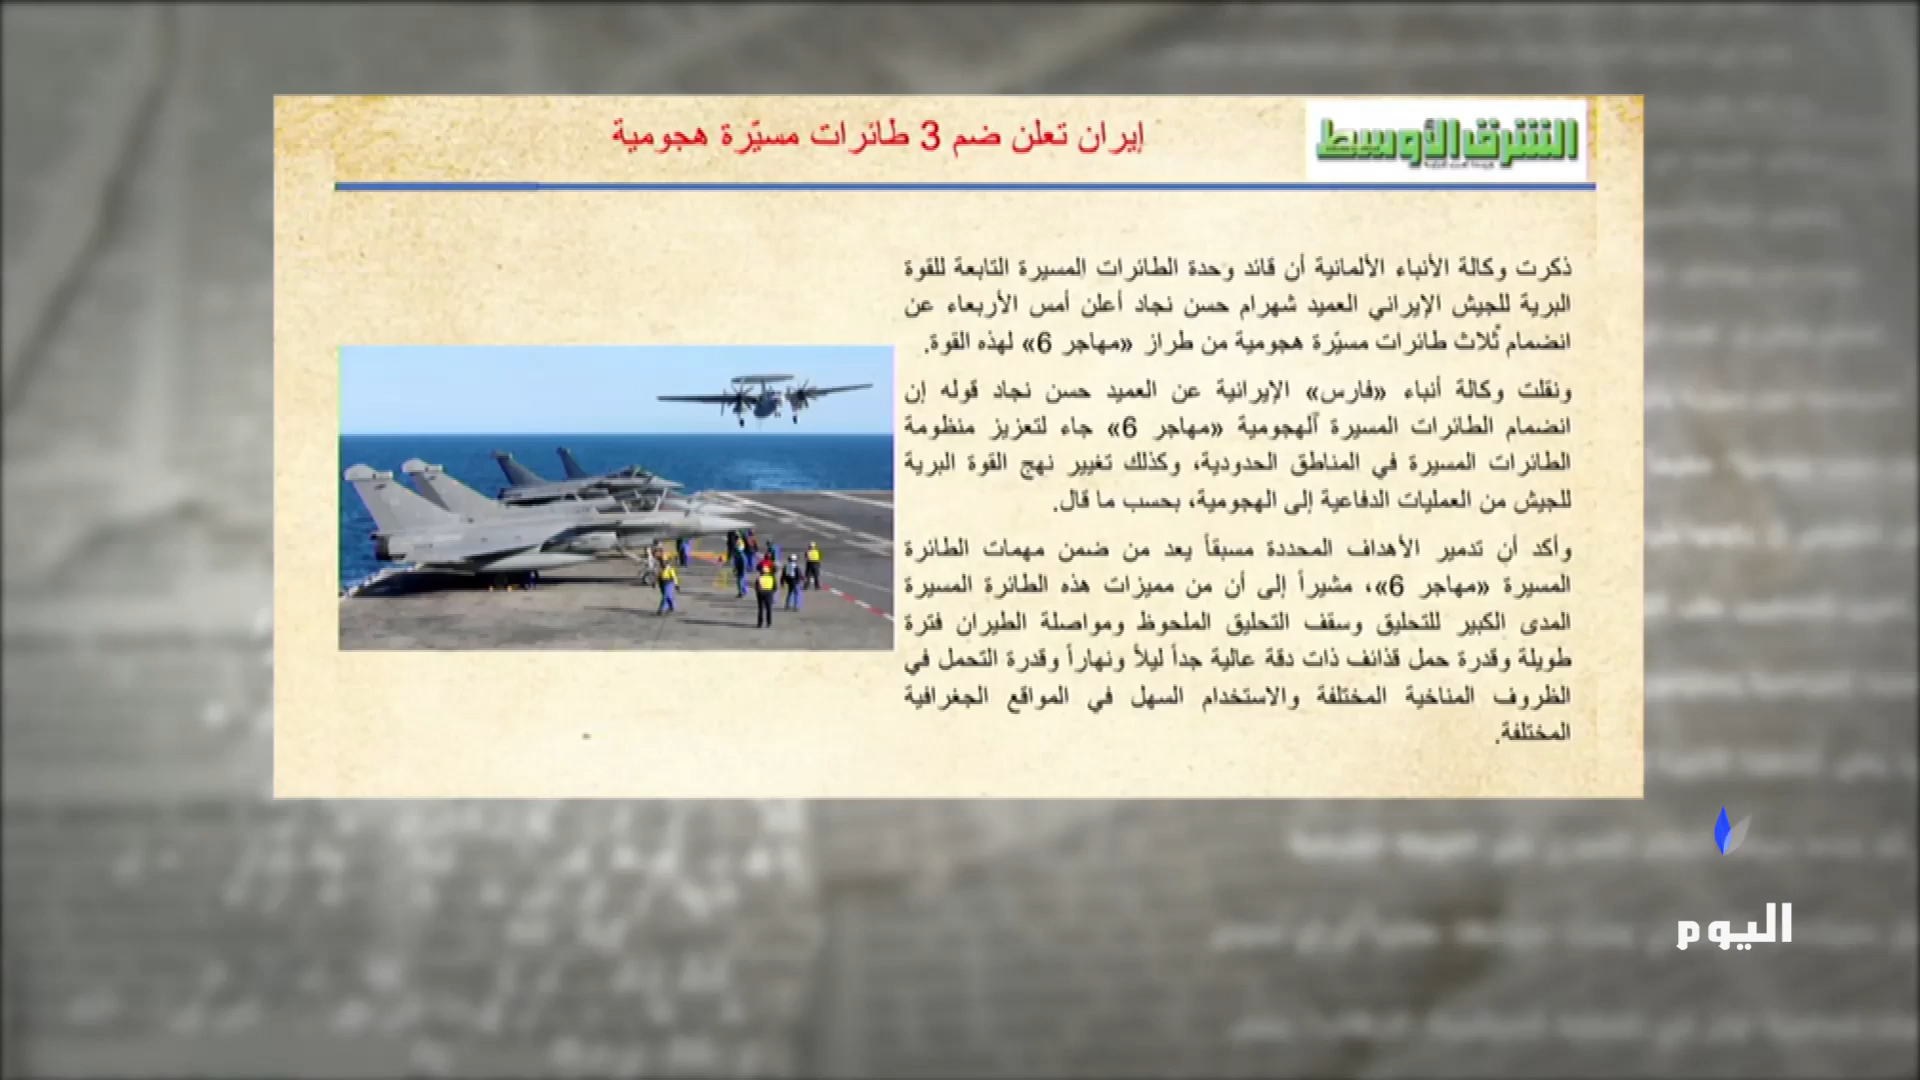 الشرق الأوسط
إيران تعلن ضم 3 طائرات مسيّرة هجومية
ذكرت وكالة الأنباء الألمانية أن قائد وحدة الطائرات المسيرة التابعة للقوة
البرية للجيش الإيراني العميد شهرام حسن نجاد أعلن أمس الأربعاء عن
انضمام ثلاث طائرات مسيّرة هجومية من طراز «مهاجر 6» لهذه القوة.
ونقلت وكالة أنباء «فارس» الإيرانية عن العميد حسن نجاد قوله إن
انضمام الطائرات المسيرة الهجومية «مهاجر 6» جاء لتعزيز منظومة
الطائرات المسيرة في المناطق الحدودية، وكذلك تغيير نهج القوة البرية
للجيش من العمليات الدفاعية إلى الهجومية، بحسب ما قال.
وأكد أن تدمير الأهداف المحددة مسبقاً يعد من ضمن مهمات الطائرة
المسيرة «مهاجر 6»، مشيراً إلى أن من مميزات هذه الطائرة المسيرة
المدى الكبير للتحليق وسقف التحليق الملحوظ ومواصلة الطيران فترة
طويلة وقدرة حمل قذائف ذات دقة عالية جداً ليلاً ونهاراً وقدرة التحمل في
الظروف المناخية المختلفة والاستخدام السهل في المواقع الجغرافية
المختلفة.
اليوم